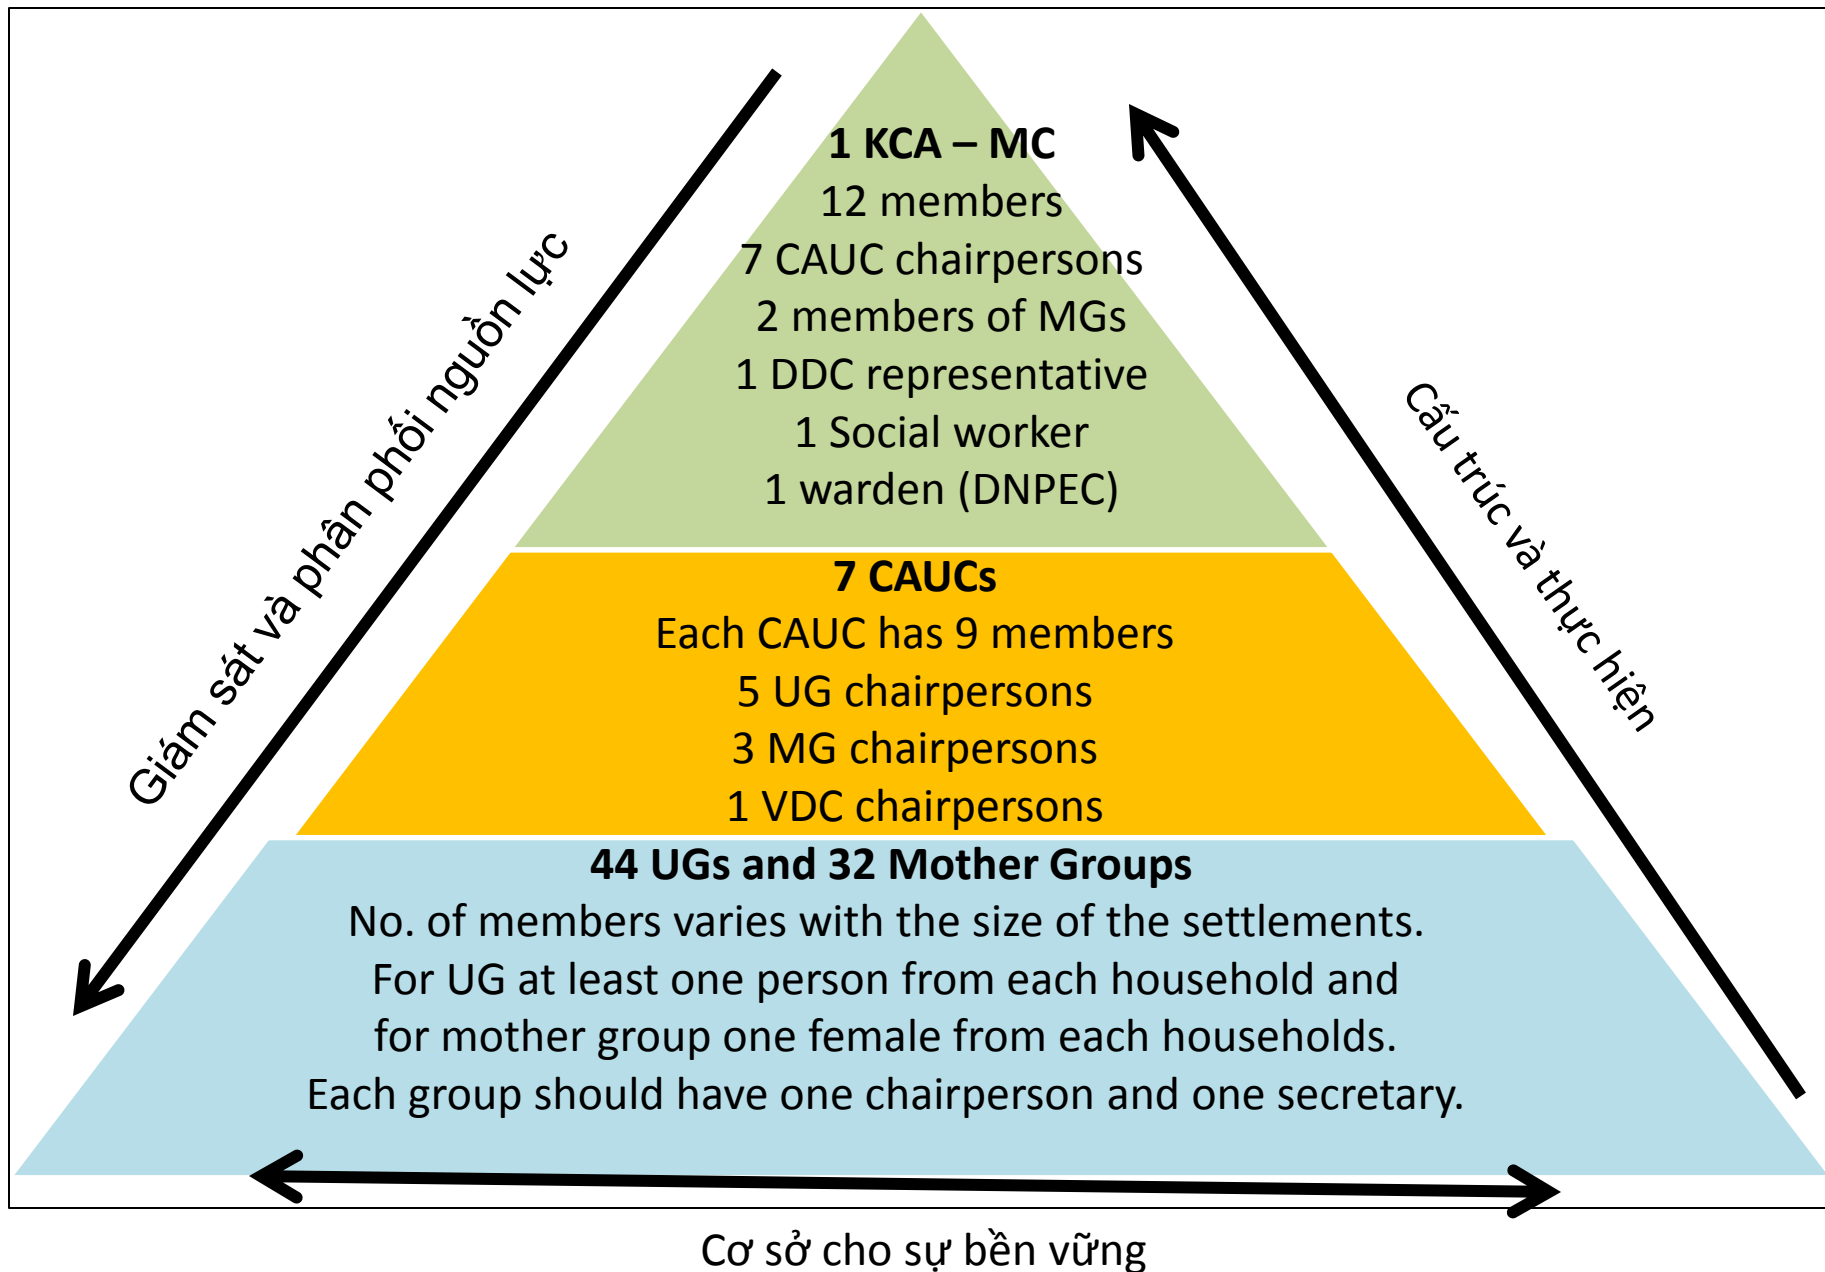 1 KCA – MC
12 members
7 CAUC chairpersons
2 members of MGs
1 DDC representative
1 Social worker
1 warden (DNPEC)
7 CAUCs
Each CAUC has 9 members
5 UG chairpersons
3 MG chairpersons
1 VDC chairpersons
44 UGs and 32 Mother Groups
No. of members varies with the size of the settlements.
For UG at least one person from each household and
for mother group one female from each households.
Each group should have one chairperson and one secretary.
Giám sát và phân phối nguồn lực
Cấu trúc và thực hiện
Cơ sở cho sự bền vững